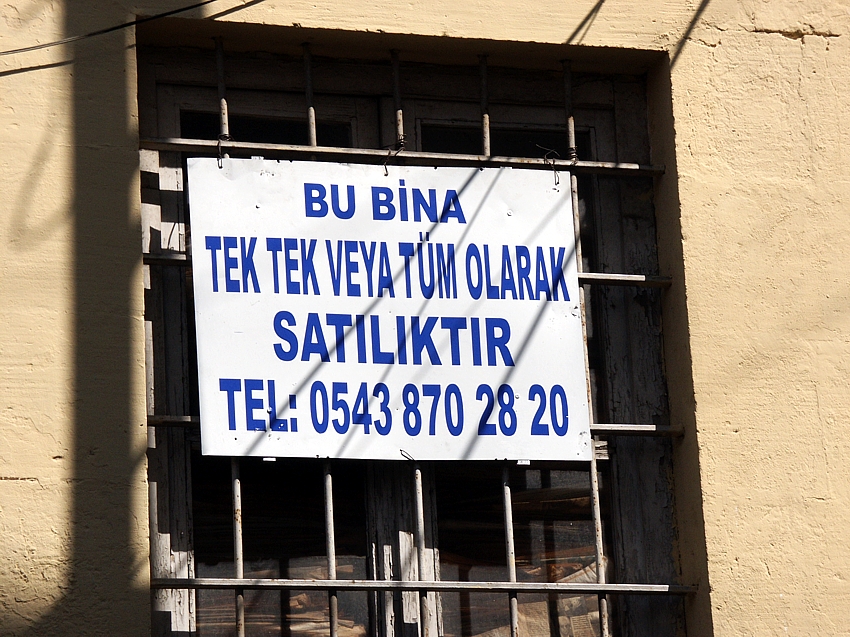 BU BİNA
TEK TEK VEYA TÜM OLARAK
SATILIKTIR
TEL: 0543 870 28 20